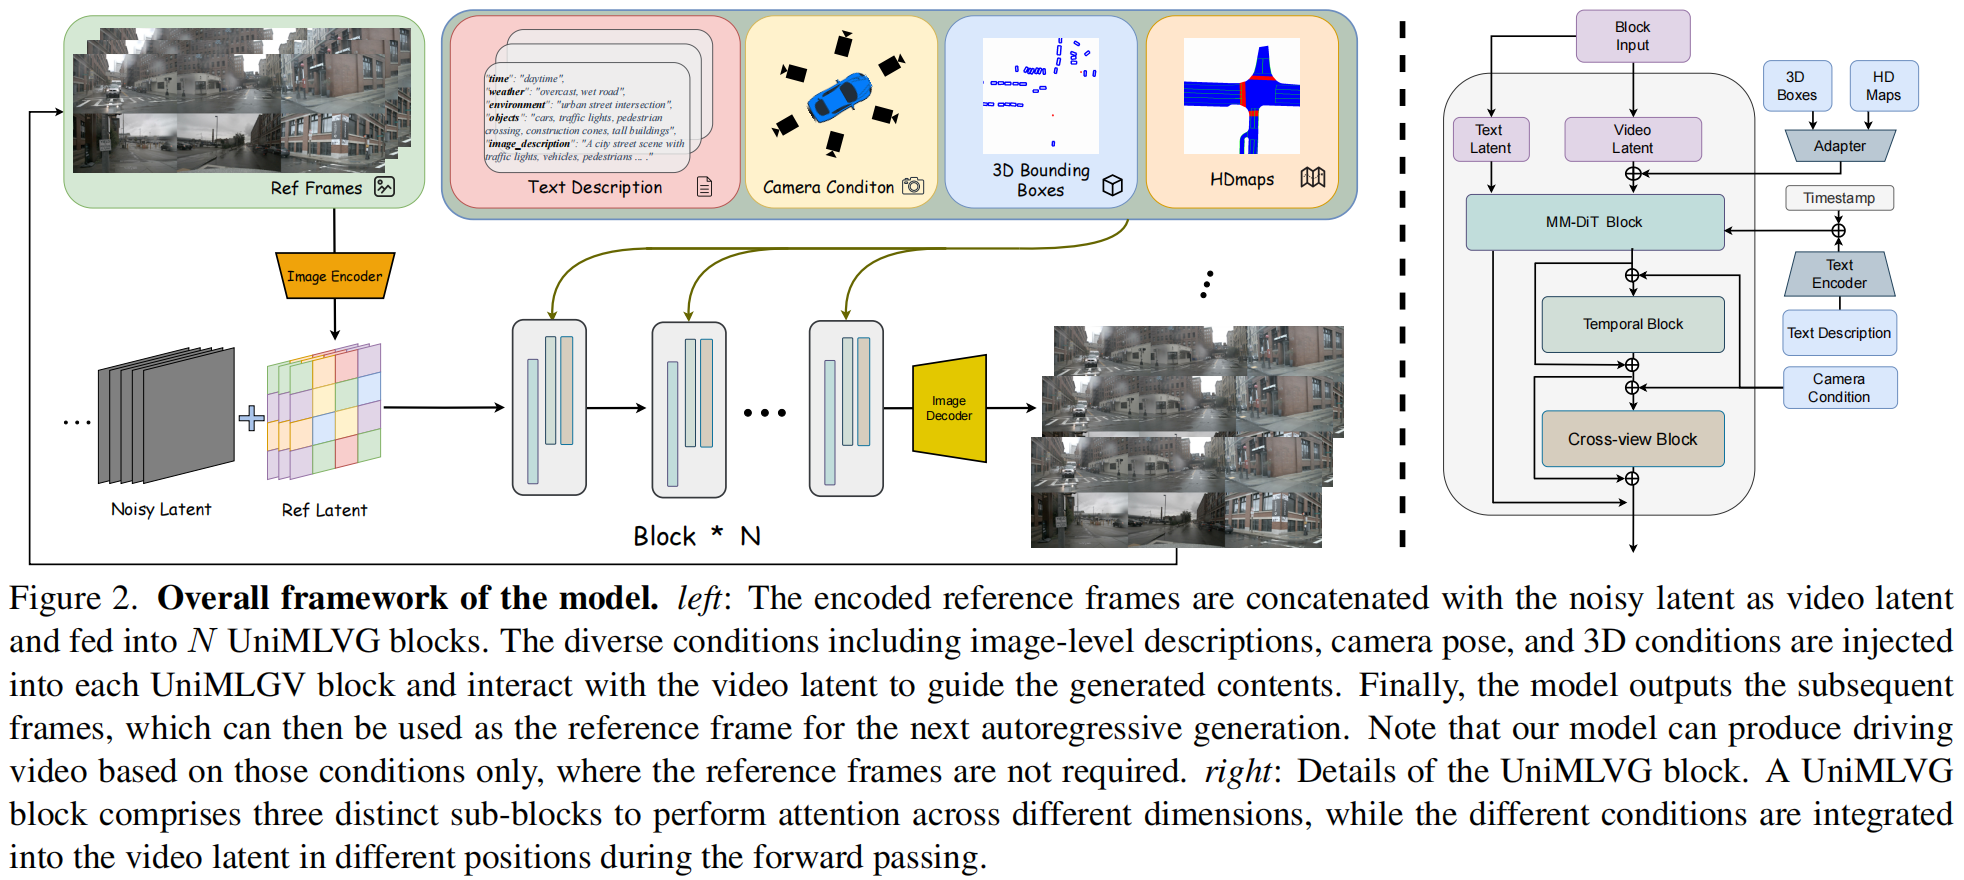 Ref Frames
"time": "daytime",
"weather": "overcast, wet road",
"environment": "urban street intersection",
"objects": "cars, traffic lights, pedestrian
crossing, construction cones, tall buildings",
"image_description": "A city street scene with
traffic lights, vehicles, pedestrians ... ."
Text Description
Camera Conditon
3D Bounding
Boxes
HDmaps
Image Encoder
Noisy Latent
Ref Latent
Block * N
Image
Decoder
Block
Input
3D
Boxes
HD
Maps
Text
Latent
Video
Latent
Adapter
Timestamp
MM-DiT Block
Text
Encoder
Temporal Block
Text Description
Camera
Condition
Cross-view Block
Figure 2. Overall framework of the model. left: The encoded reference frames are concatenated with the noisy latent as video latent
and fed into N UniMLVG blocks. The diverse conditions including image-level descriptions, camera pose, and 3D conditions are injected
into each UniMLGV block and interact with the video latent to guide the generated contents. Finally, the model outputs the subsequent
frames, which can then be used as the reference frame for the next autoregressive generation. Note that our model can produce driving
video based on those conditions only, where the reference frames are not required. right: Details of the UniMLVG block. A UniMLVG
block comprises three distinct sub-blocks to perform attention across different dimensions, while the different conditions are integrated
into the video latent in different positions during the forward passing.